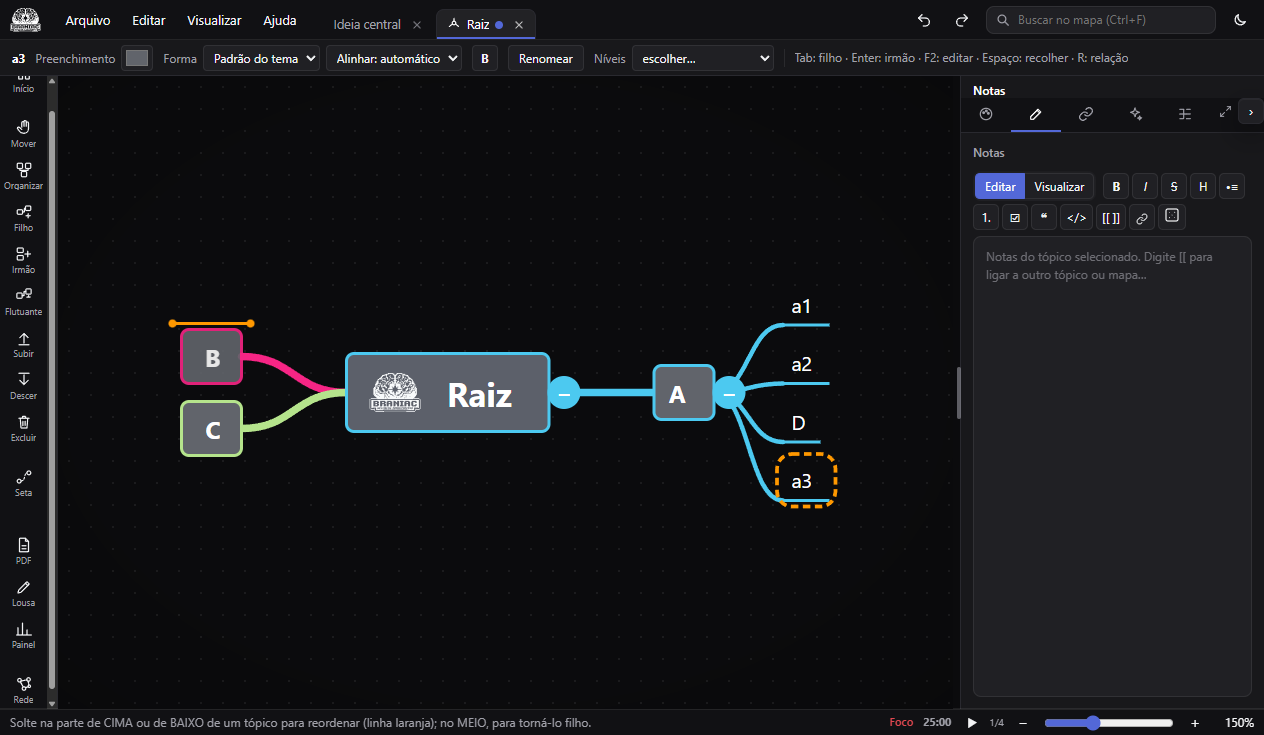 Arquivo Editar Visualizar Ajuda Ideia central × Raiz × Buscar no mapa (Ctrl+F)
a3 Preenchimento Forma Padrão do tema Alinhar: automático B Renomear Níveis escolher... Tab: filho · Enter: irmão · F2: editar · Espaço: recolher · R: relação
Início
Mover
Organizar
Filho
Irmão
Flutuante
Subir
Descer
Excluir
Seta
PDF
Lousa
Painel
Rede
B
C
BRANIAC
Raiz
–
A
–
a1
a2
D
a3
Notas
Notas
Editar Visualizar B I S H •≡
1. ☑ ❝ </> [[ ]]
Notas do tópico selecionado. Digite [[ para
ligar a outro tópico ou mapa...
Solte na parte de CIMA ou de BAIXO de um tópico para reordenar (linha laranja); no MEIO, para torná-lo filho. Foco 25:00 1/4 – + 150%